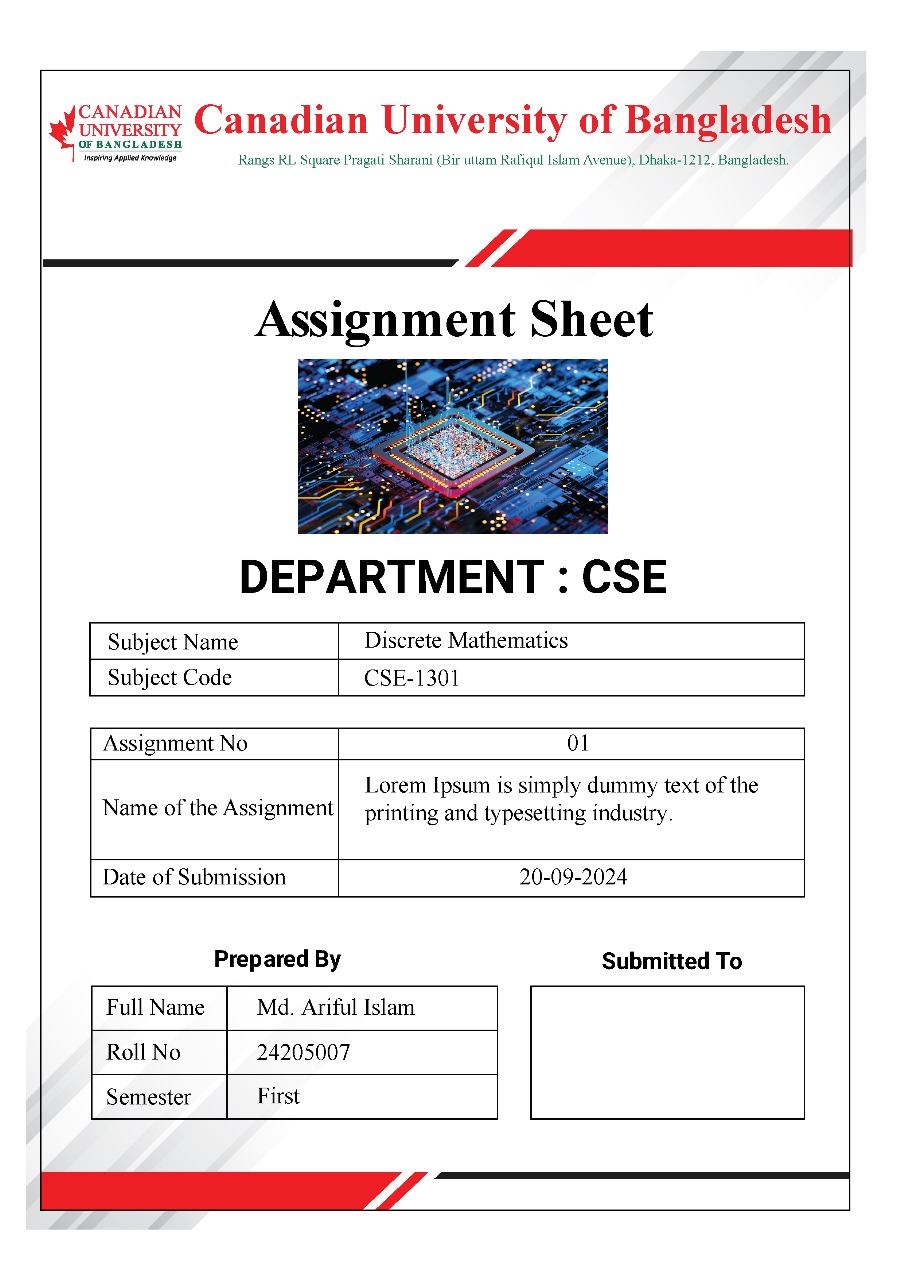 CANADIAN
UNIVERSITY
OF BANGLADESH
Inspiring Applied Knowledge
Canadian University of Bangladesh
Rangs RL Square Pragati Sharani (Bir uttam Rafiqul Islam Avenue), Dhaka-1212, Bangladesh.
Assignment Sheet
DEPARTMENT : CSE
Subject Name Discrete Mathematics
Subject Code CSE-1301
Assignment No 01
Name of the Assignment Lorem Ipsum is simply dummy text of the
printing and typesetting industry.
Date of Submission 20-09-2024
Prepared By
Full Name Md. Ariful Islam
Roll No 24205007
Semester First
Submitted To